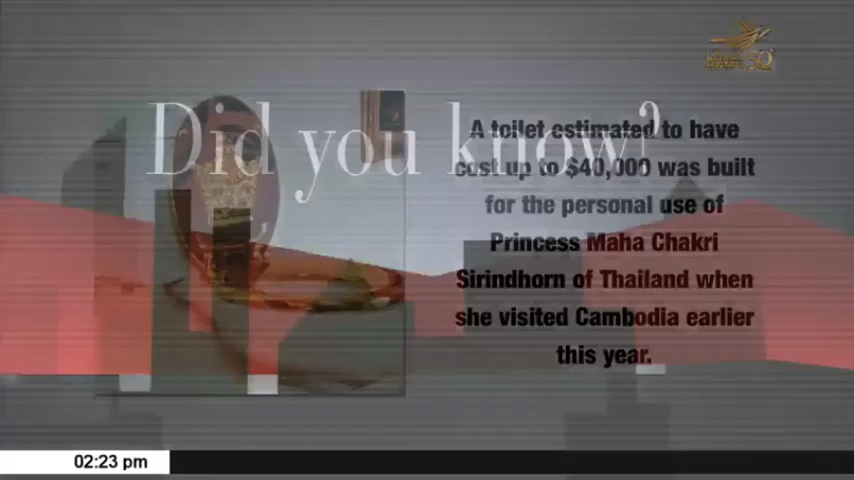 Did you know?
A toilet estimated to have
cost up to $40,000 was built
for the personal use of
Princess Maha Chakri
Sirindhorn of Thailand when
she visited Cambodia earlier
this year.
02:23 pm